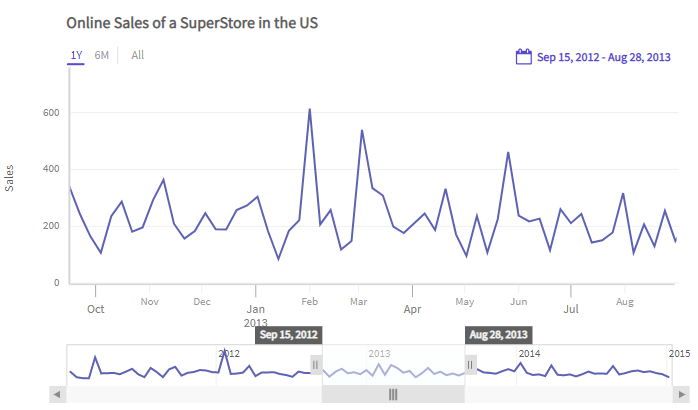 Online Sales of a SuperStore in the US
1Y 6M All
Sep 15, 2012 - Aug 28, 2013
Sales
600
400
200
0
Oct Nov Dec Jan Feb Mar Apr May Jun Jul Aug
2013
Sep 15, 2012 Aug 28, 2013
2012 2013 2014 2015